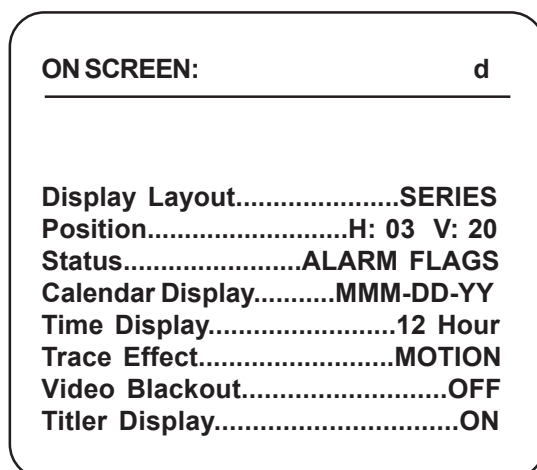 ON SCREEN: d
Display Layout......................SERIES
Position...........................H: 03 V: 20
Status........................ALARM FLAGS
Calendar Display...........MMM-DD-YY
Time Display.........................12 Hour
Trace Effect..........................MOTION
Video Blackout............................OFF
Titler Display.................................ON